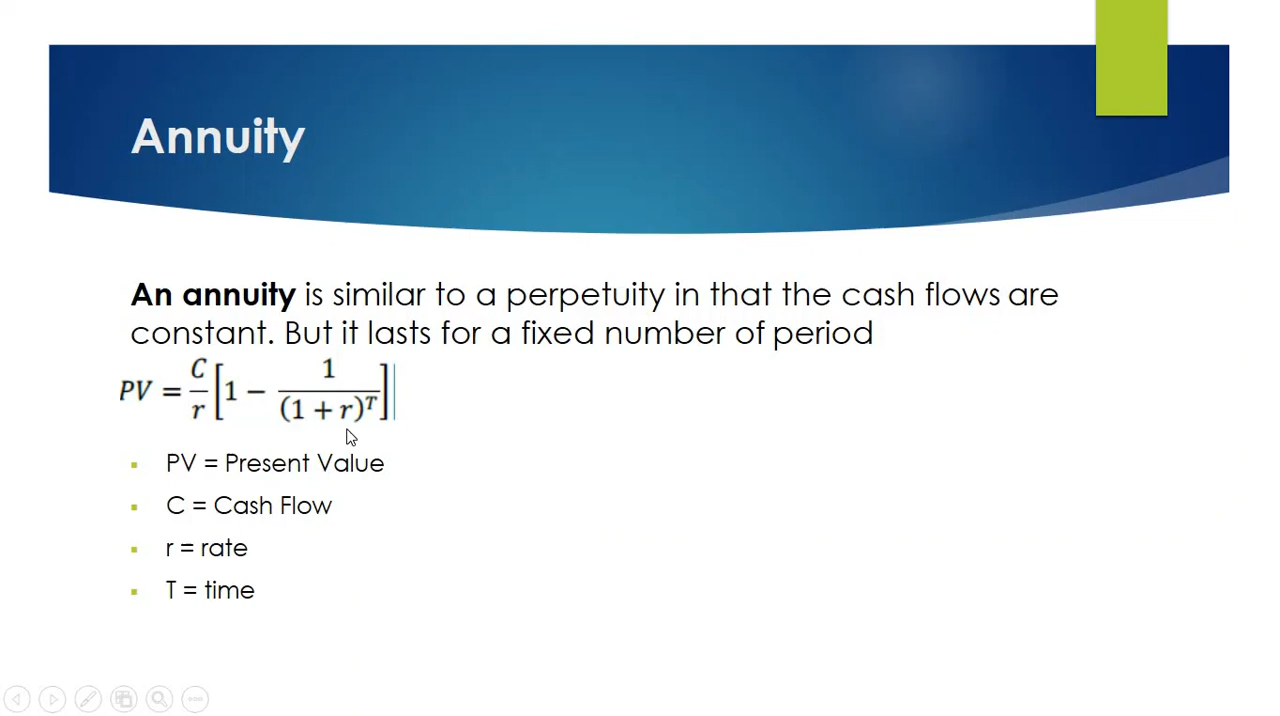 Annuity
An annuity is similar to a perpetuity in that the cash flows are
constant. But it lasts for a fixed number of period
PV = C/r [1 − 1/(1 + r)^T]
PV = Present Value
C = Cash Flow
r = rate
T = time